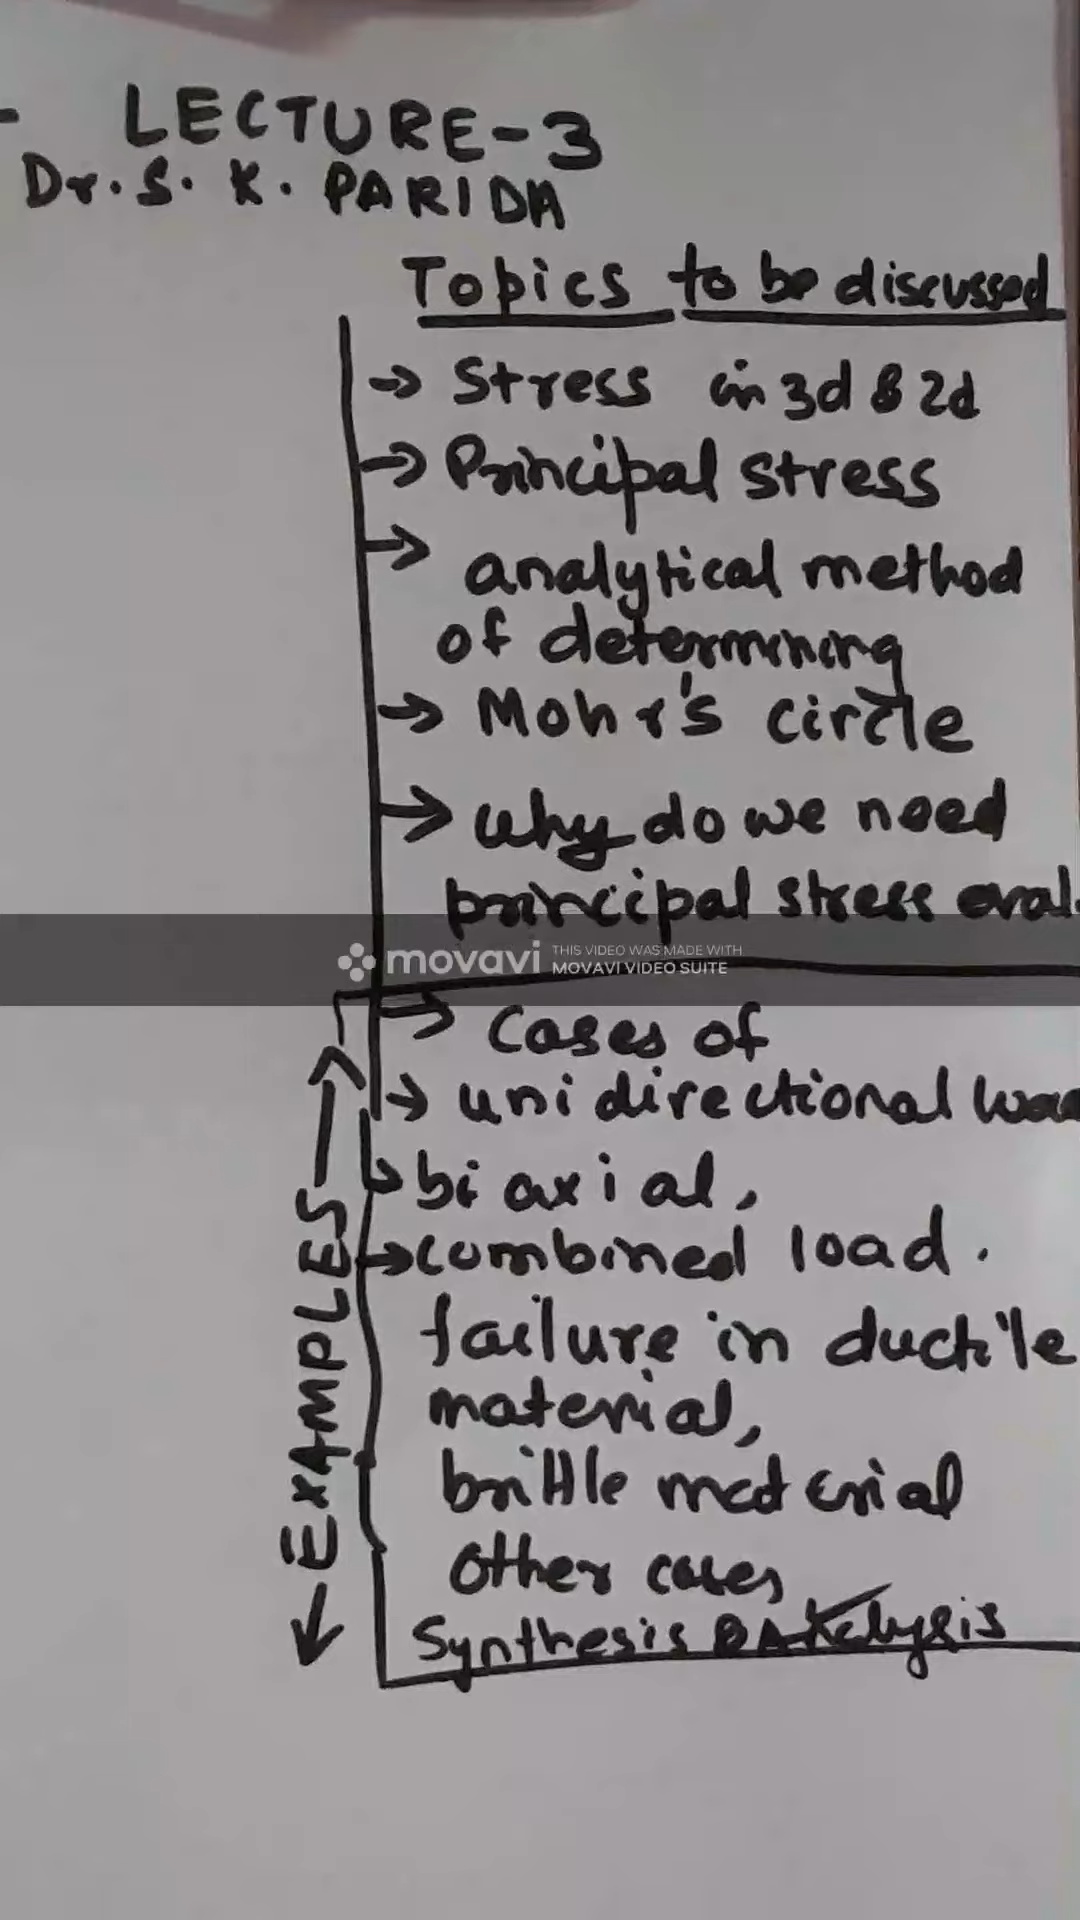 LECTURE-3
Dr. S. K. PARIDA
Topics to be discussed
→ Stress in 3d & 2d
→ Principal stress
→ analytical method
of determining
→ Mohr's circle
→ why do we need
principal stress eval.
movavi THIS VIDEO WAS MADE WITH
MOVAVI VIDEO SUITE
→ Cases of
→ unidirectional
→ biaxial,
→ combined load.
failure in ductile
material,
brittle material
other cases
Synthesis & Analysis
← EXAMPLES →